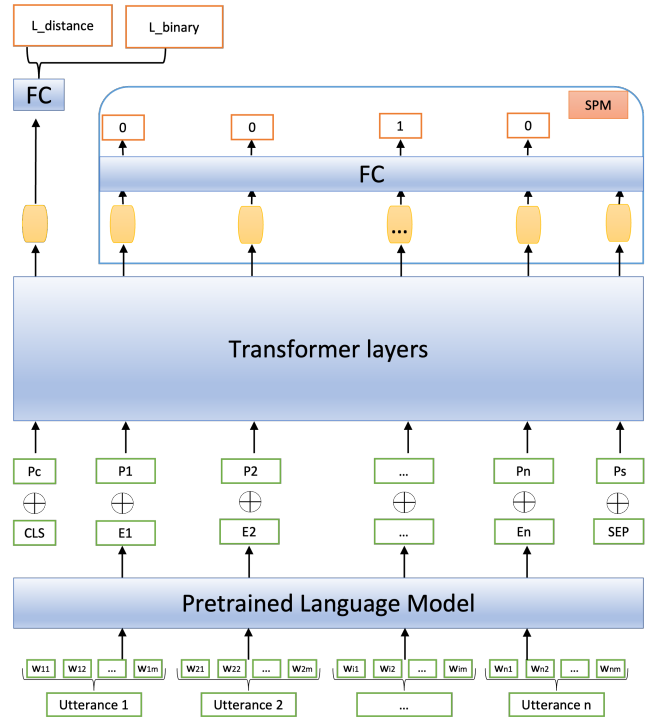 L_distance L_binary
FC SPM
0 0 1 0
FC
...
Transformer layers
Pc P1 P2 ... Pn Ps
CLS E1 E2 ... En SEP
Pretrained Language Model
W11 W12 ... W1m W21 W22 ... W2m Wi1 Wi2 ... Wim Wn1 Wn2 ... Wnm
Utterance 1 Utterance 2 ... Utterance n